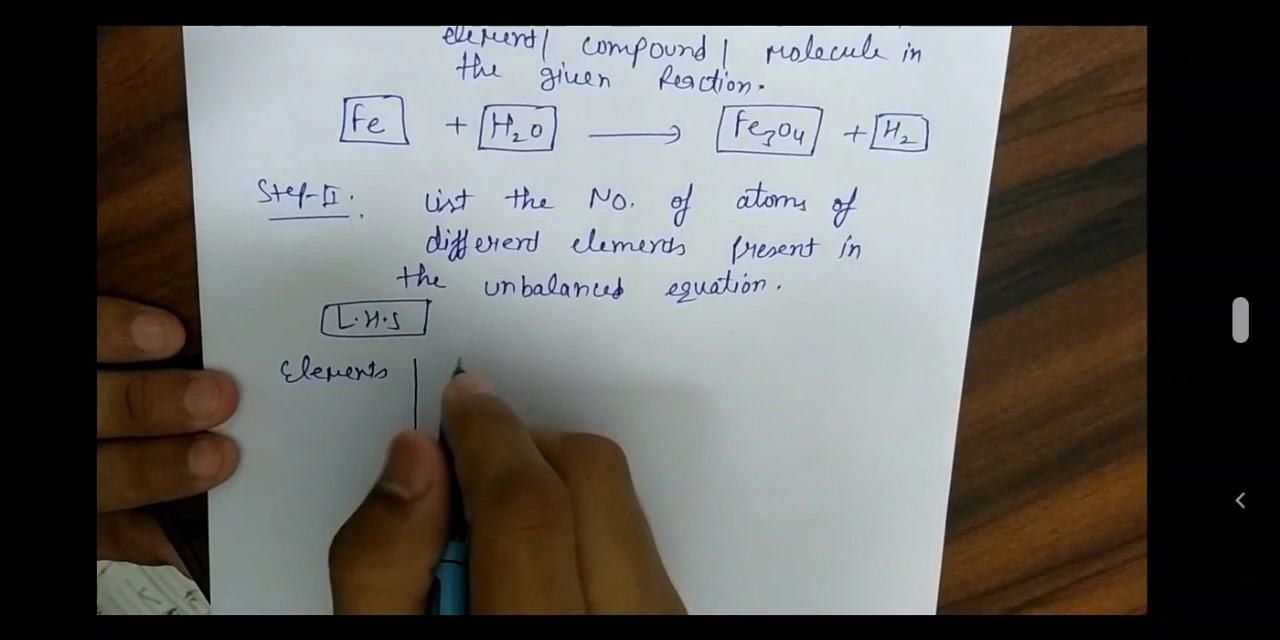 element / compound / molecule in
the given Reaction.
Fe + H₂O ⟶ Fe₃O₄ + H₂
Step-II: List the No. of atoms of
different elements present in
the unbalanced equation.
L.H.S
Elements